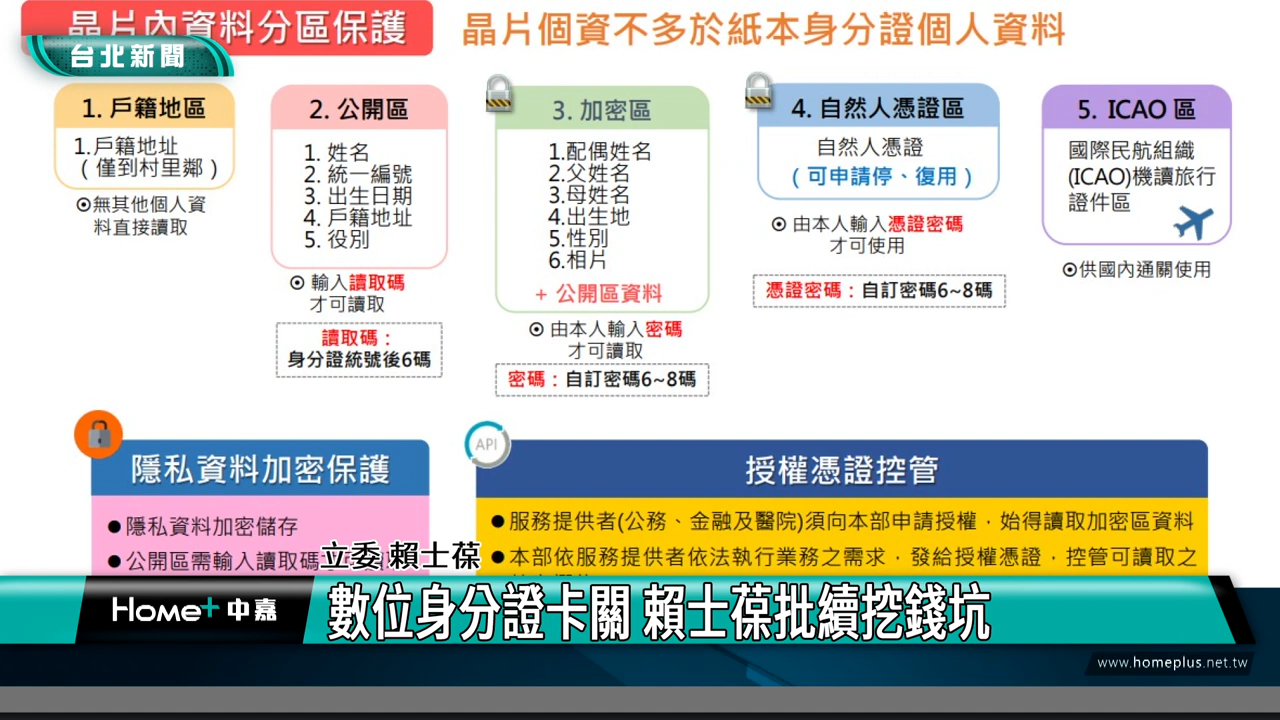 晶片內資料分區保護
晶片個資不多於紙本身分證個人資料
台北新聞
1. 戶籍地區
1.戶籍地址
（僅到村里鄰）
⊙無其他個人資
料直接讀取
2. 公開區
1. 姓名
2. 統一編號
3. 出生日期
4. 戶籍地址
5. 役別
⊙ 輸入讀取碼
才可讀取
讀取碼：
身分證統號後6碼
3. 加密區
1.配偶姓名
2.父姓名
3.母姓名
4.出生地
5.性別
6.相片
+ 公開區資料
⊙ 由本人輸入密碼
才可讀取
密碼：自訂密碼6~8碼
4. 自然人憑證區
自然人憑證
（可申請停、復用）
⊙ 由本人輸入憑證密碼
才可使用
憑證密碼：自訂密碼6~8碼
5. ICAO 區
國際民航組織
(ICAO)機讀旅行
證件區
⊙供國內通關使用
隱私資料加密保護
●隱私資料加密儲存
●公開區需輸入讀取碼
API
授權憑證控管
●服務提供者(公務、金融及醫院)須向本部申請授權，始得讀取加密區資料
●本部依服務提供者依法執行業務之需求，發給授權憑證，控管可讀取之
立委 賴士葆
Home+中嘉
數位身分證卡關 賴士葆批續挖錢坑
www.homeplus.net.tw